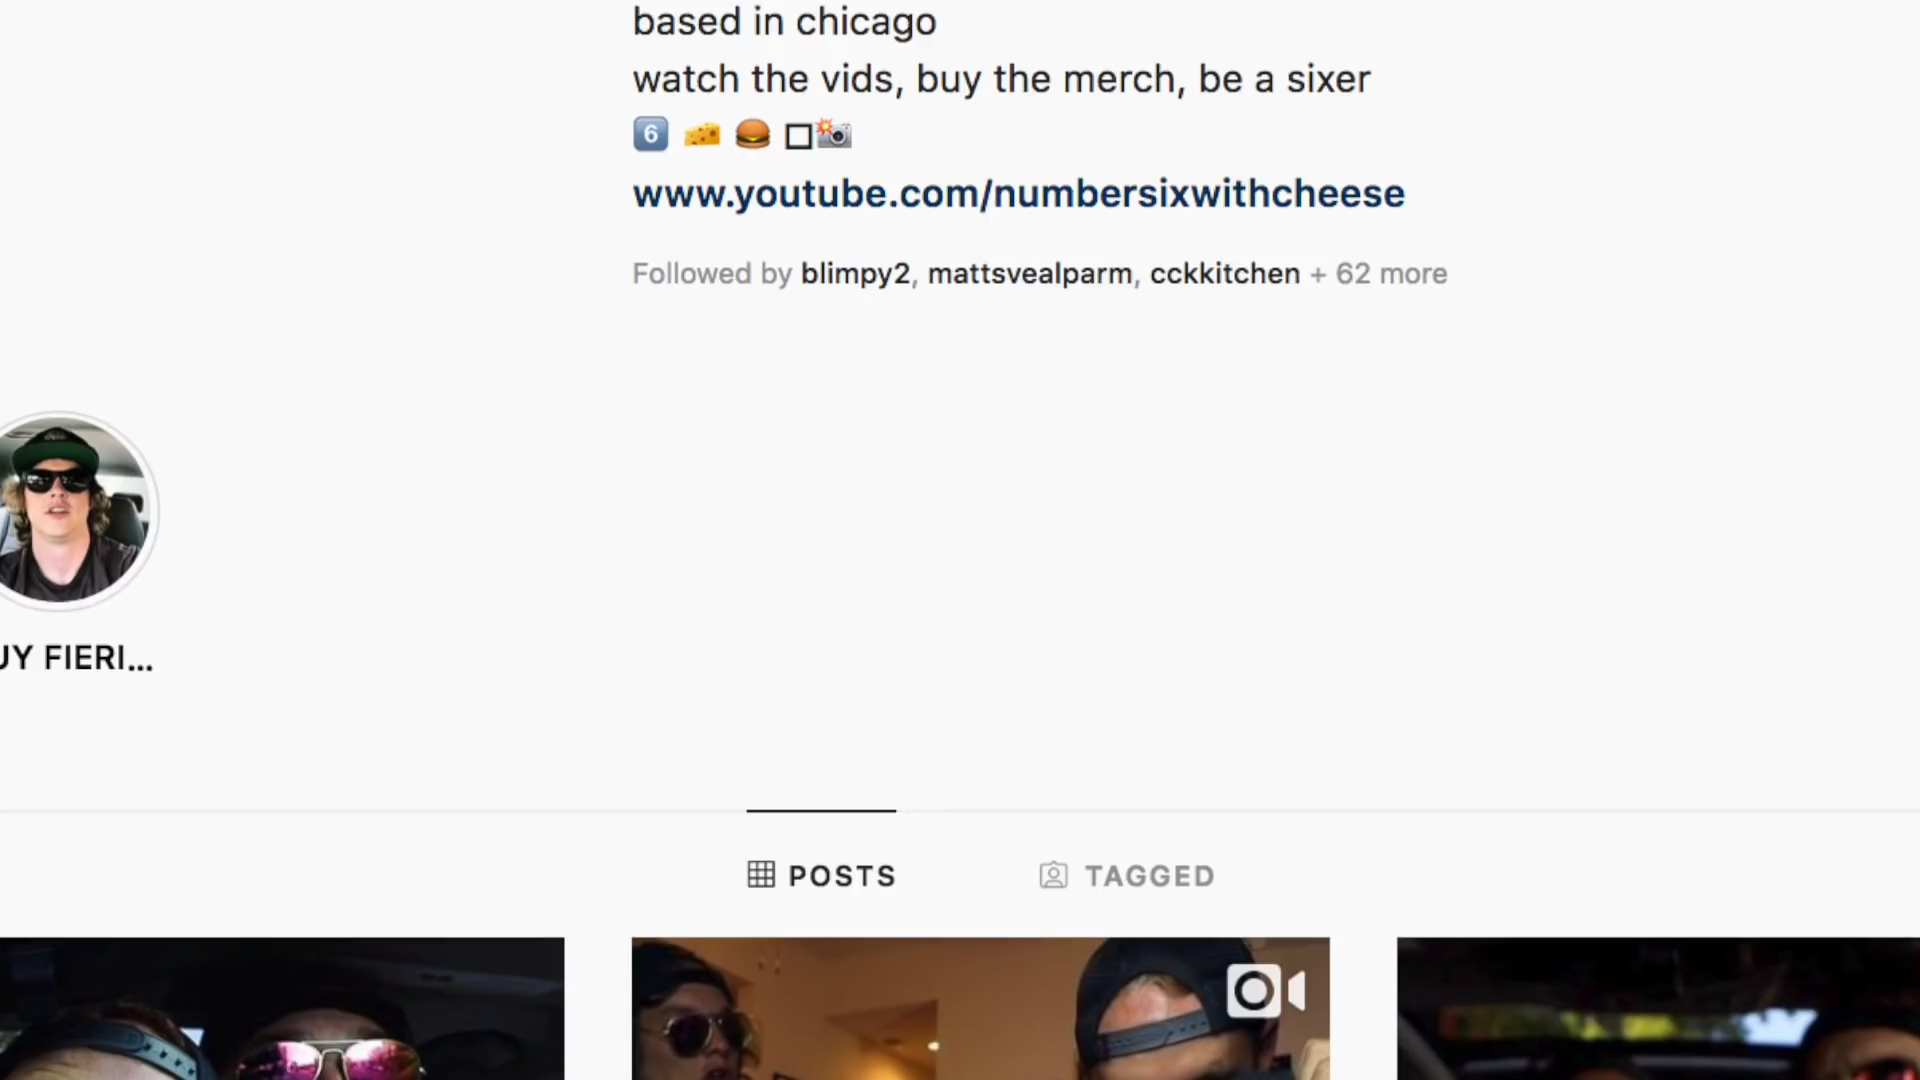 based in chicago
watch the vids, buy the merch, be a sixer
6️⃣ 🧀 🍔 □📸
www.youtube.com/numbersixwithcheese
Followed by blimpy2, mattsvealparm, cckkitchen + 62 more
UY FIERI...
POSTS
TAGGED